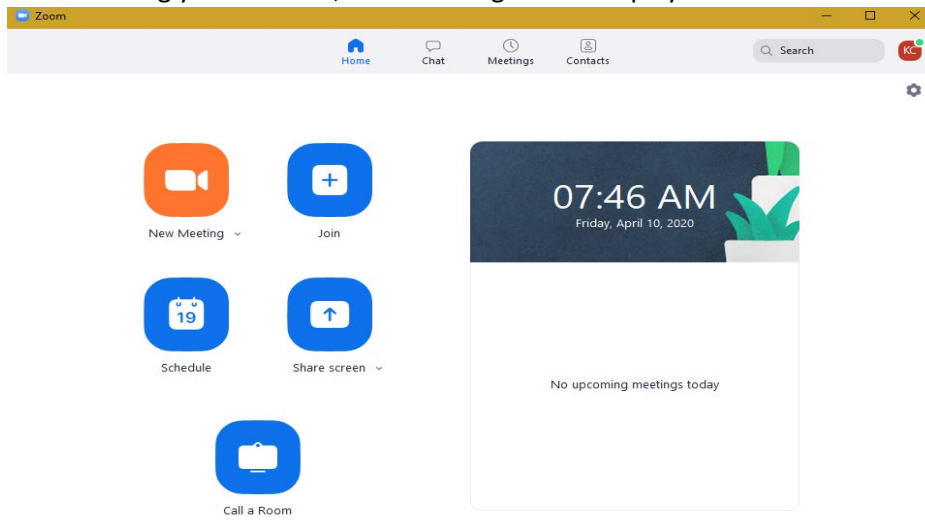 Zoom
Home Chat Meetings Contacts Search KC
07:46 AM
Friday, April 10, 2020
New Meeting Join
19
Schedule Share screen
No upcoming meetings today
Call a Room